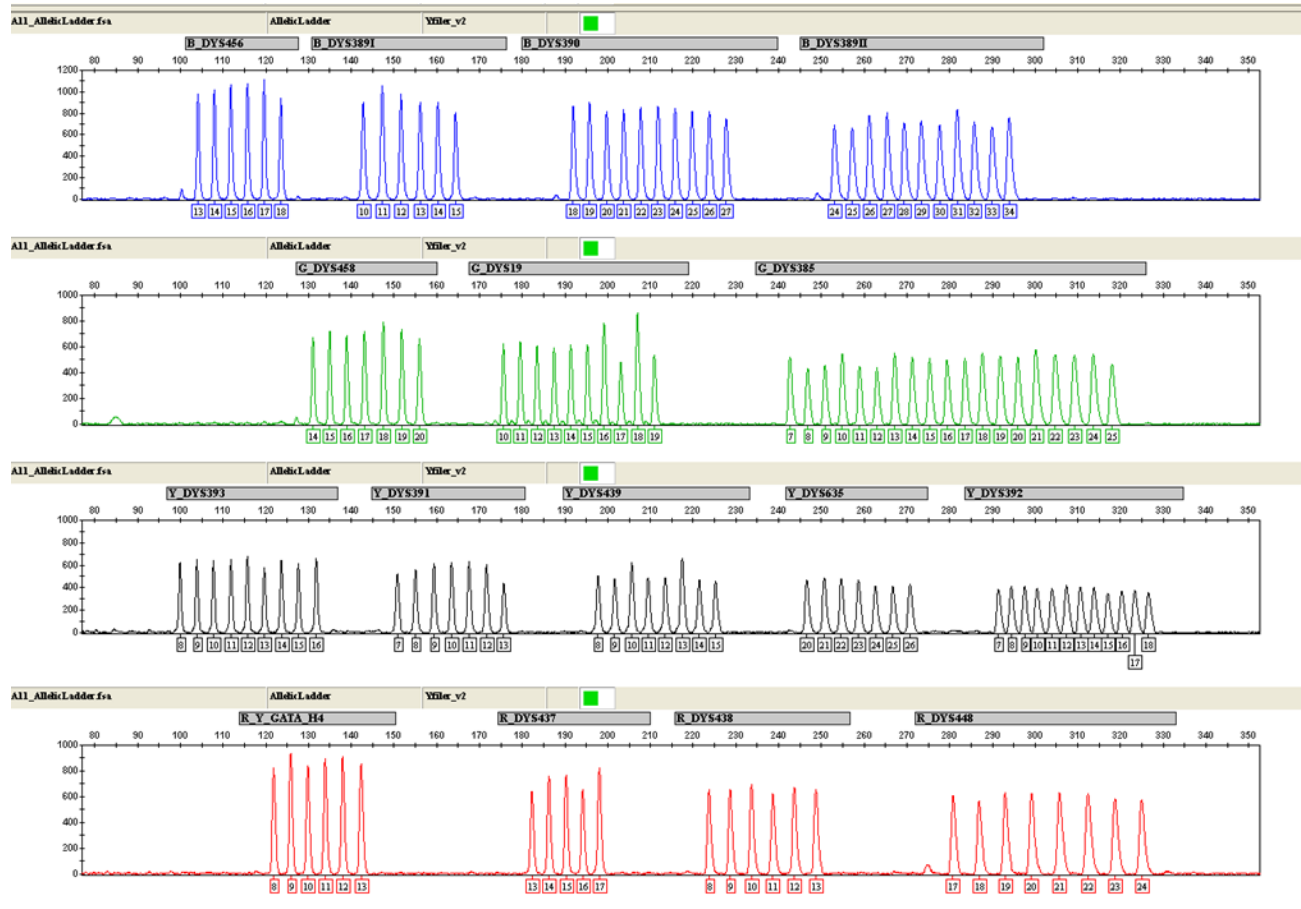 All_AllelicLadder.fsa AllelicLadder Yfiler_v2
B_DYS456 B_DYS389I B_DYS390 B_DYS389II
80 90 100 110 120 130 140 150 160 170 180 190 200 210 220 230 240 250 260 270 280 290 300 310 320 330 340 350
1200
1000
800
600
400
200
0
13 14 15 16 17 18 10 11 12 13 14 15 18 19 20 21 22 23 24 25 26 27 24 25 26 27 28 29 30 31 32 33 34
All_AllelicLadder.fsa AllelicLadder Yfiler_v2
G_DYS458 G_DYS19 G_DYS385
80 90 100 110 120 130 140 150 160 170 180 190 200 210 220 230 240 250 260 270 280 290 300 310 320 330 340 350
1000
800
600
400
200
0
14 15 16 17 18 19 20 10 11 12 13 14 15 16 17 18 19 7 8 9 10 11 12 13 14 15 16 17 18 19 20 21 22 23 24 25
All_AllelicLadder.fsa AllelicLadder Yfiler_v2
Y_DYS393 Y_DYS391 Y_DYS439 Y_DYS635 Y_DYS392
80 90 100 110 120 130 140 150 160 170 180 190 200 210 220 230 240 250 260 270 280 290 300 310 320 330 340 350
1000
800
600
400
200
0
8 9 10 11 12 13 14 15 16 7 8 9 10 11 12 13 8 9 10 11 12 13 14 15 20 21 22 23 24 25 26 7 8 9 10 11 12 13 14 15 16 18
17
All_AllelicLadder.fsa AllelicLadder Yfiler_v2
R_Y_GATA_H4 R_DYS437 R_DYS438 R_DYS448
80 90 100 110 120 130 140 150 160 170 180 190 200 210 220 230 240 250 260 270 280 290 300 310 320 330 340 350
1000
800
600
400
200
0
8 9 10 11 12 13 13 14 15 16 17 8 9 10 11 12 13 17 18 19 20 21 22 23 24